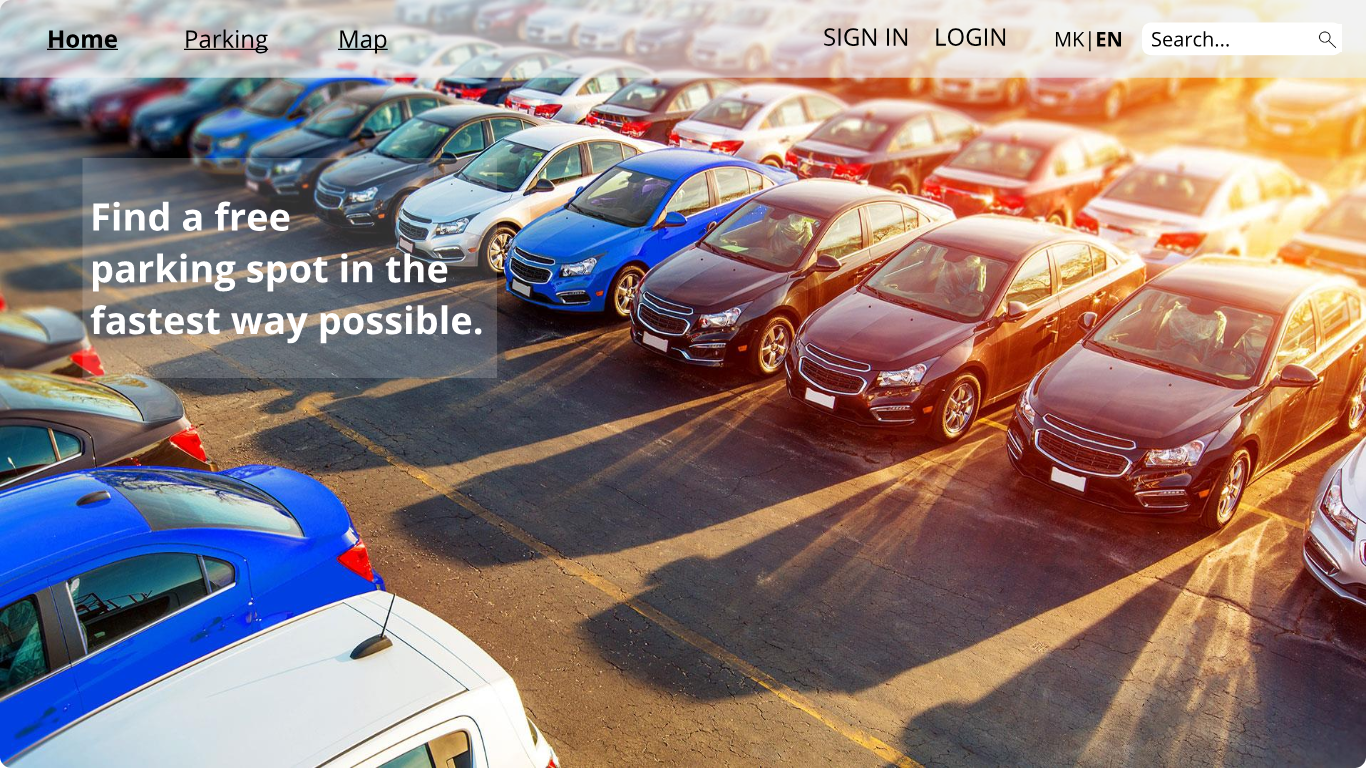 Home Parking Map SIGN IN LOGIN MK|EN Search...
Find a free
parking spot in the
fastest way possible.